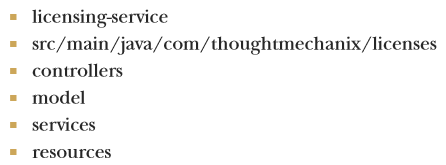 licensing-service
src/main/java/com/thoughtmechanix/licenses
controllers
model
services
resources